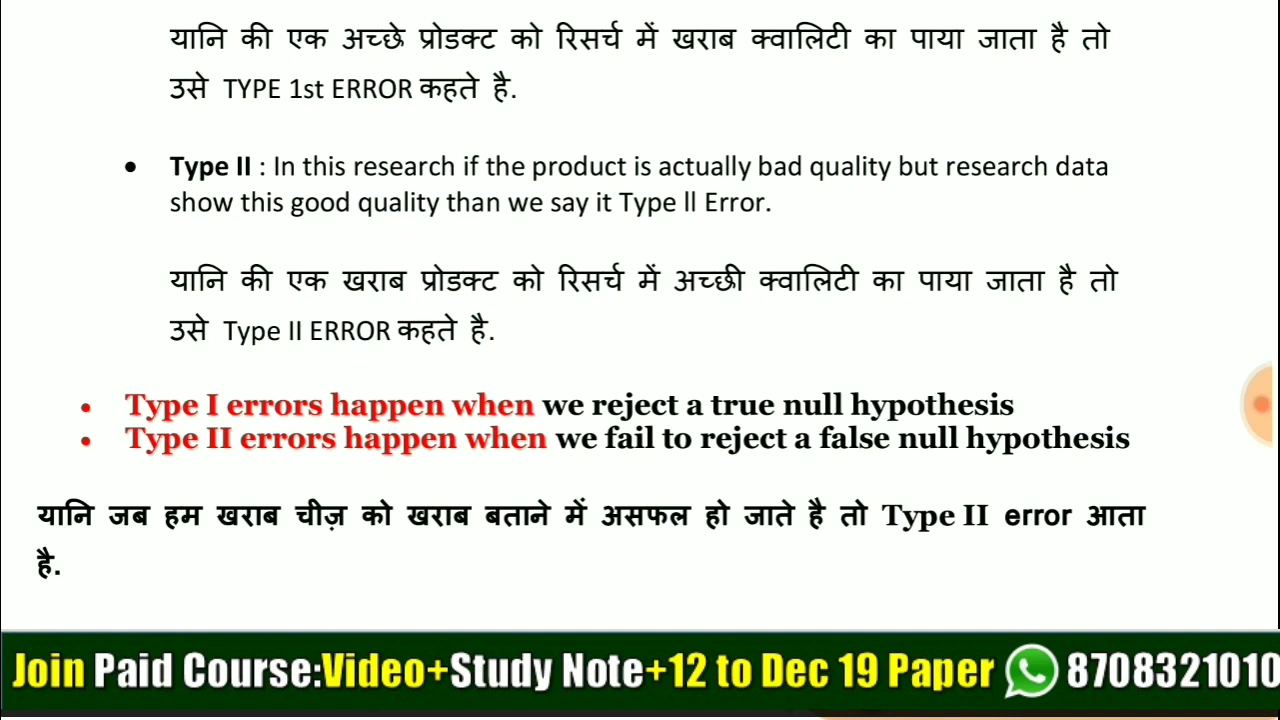 यानि की एक अच्छे प्रोडक्ट को रिसर्च में खराब क्वालिटी का पाया जाता है तो
उसे TYPE 1st ERROR कहते है.
• Type II : In this research if the product is actually bad quality but research data
show this good quality than we say it Type ll Error.
यानि की एक खराब प्रोडक्ट को रिसर्च में अच्छी क्वालिटी का पाया जाता है तो
उसे Type II ERROR कहते है.
• Type I errors happen when we reject a true null hypothesis
• Type II errors happen when we fail to reject a false null hypothesis
यानि जब हम खराब चीज़ को खराब बताने में असफल हो जाते है तो Type II error आता
है.
Join Paid Course:Video+Study Note+12 to Dec 19 Paper 8708321010